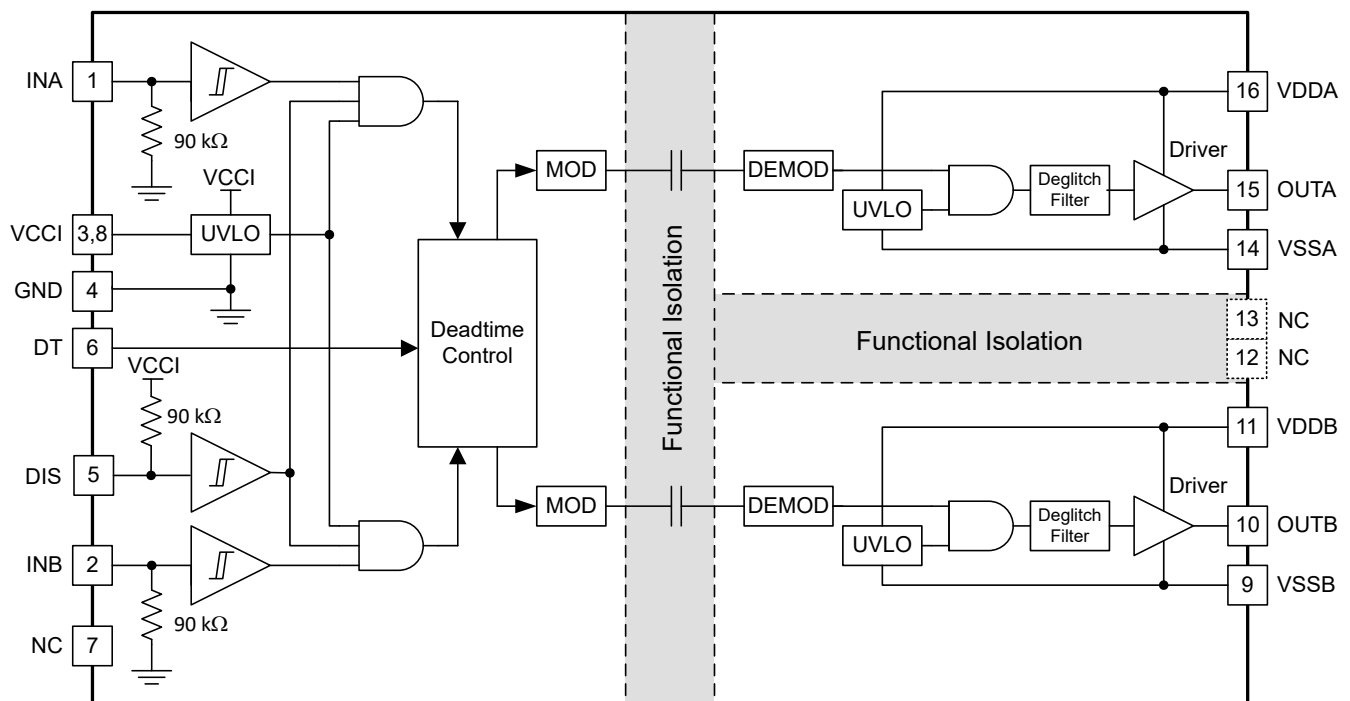 INA
1
90 kΩ
VCCI
VCCI
3,8
UVLO
GND
4
DT
6
VCCI
90 kΩ
DIS
5
INB
2
90 kΩ
NC
7
Deadtime
Control
MOD
MOD
Functional Isolation
DEMOD
UVLO
Deglitch
Filter
Driver
16
VDDA
15
OUTA
14
VSSA
Functional Isolation
13
NC
12
NC
DEMOD
UVLO
Deglitch
Filter
Driver
11
VDDB
10
OUTB
9
VSSB